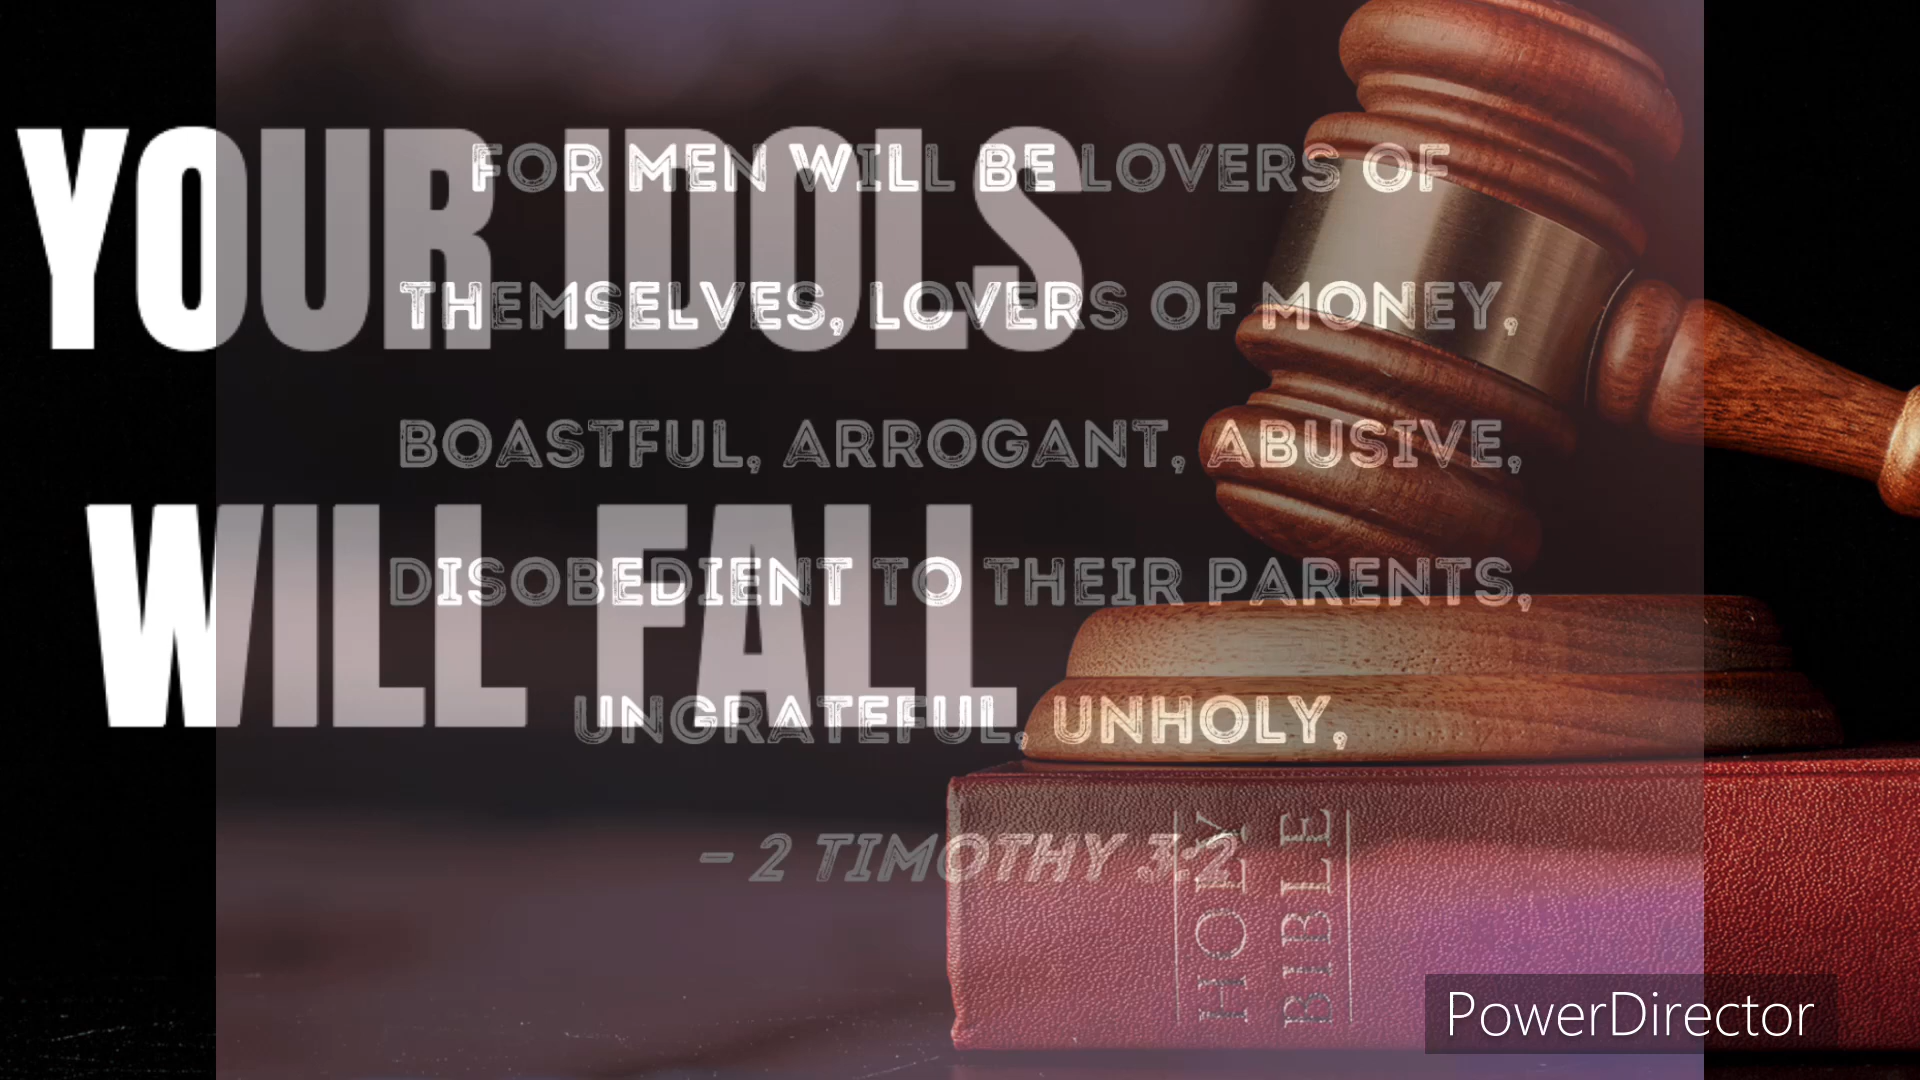 YOUR IDOLS
WILL FALL
FOR MEN WILL BE LOVERS OF
THEMSELVES, LOVERS OF MONEY,
BOASTFUL, ARROGANT, ABUSIVE,
DISOBEDIENT TO THEIR PARENTS,
UNGRATEFUL, UNHOLY,
– 2 TIMOTHY 3:2
HOLY
BIBLE
PowerDirector